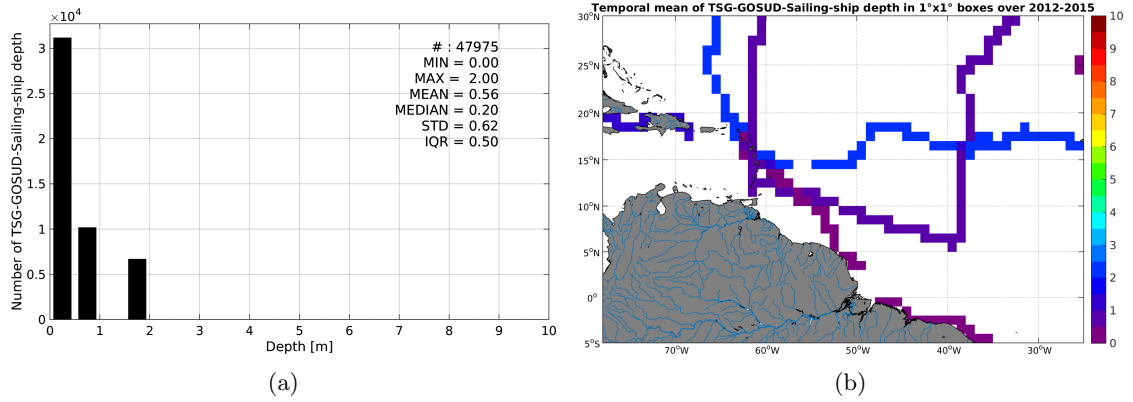 ×10⁴
3
2.5
2
1.5
1
0.5
0
Number of TSG-GOSUD-Sailing-ship depth
# : 47975
MIN = 0.00
MAX = 2.00
MEAN = 0.56
MEDIAN = 0.20
STD = 0.62
IQR = 0.50
0 1 2 3 4 5 6 7 8 9 10
Depth [m]
(a)
Temporal mean of TSG-GOSUD-Sailing-ship depth in 1°x1° boxes over 2012-2015
30°N
25°N
20°N
15°N
10°N
5°N
0°
5°S
70°W 60°W 50°W 40°W 30°W
10
9
8
7
6
5
4
3
2
1
0
(b)